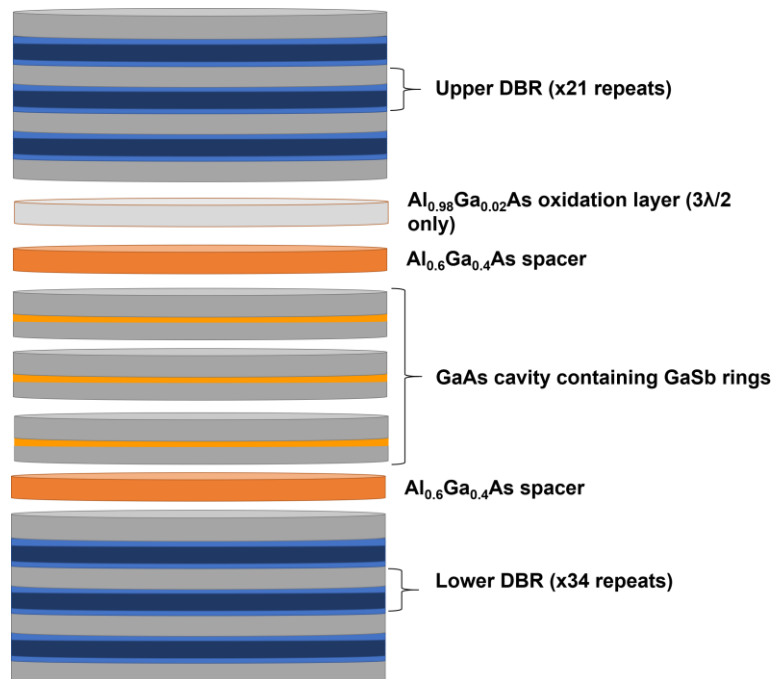 Upper DBR (x21 repeats)
Al₀.₉₈Ga₀.₀₂As oxidation layer (3λ/2
only)
Al₀.₆Ga₀.₄As spacer
GaAs cavity containing GaSb rings
Al₀.₆Ga₀.₄As spacer
Lower DBR (x34 repeats)